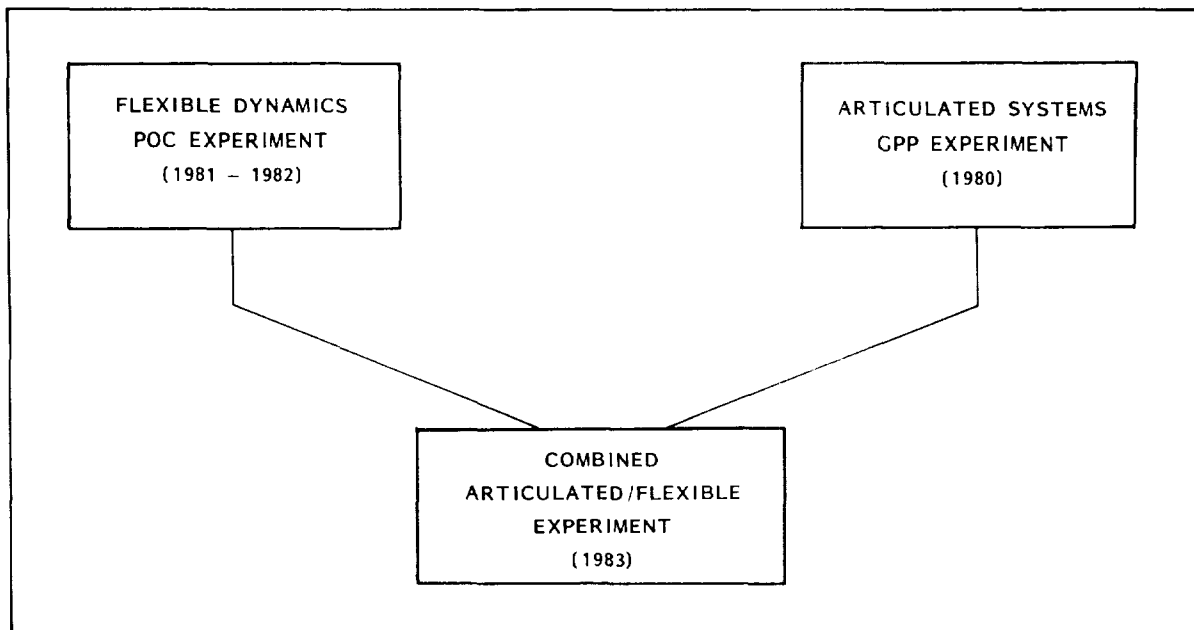 FLEXIBLE DYNAMICS
POC EXPERIMENT
(1981 – 1982)
ARTICULATED SYSTEMS
GPP EXPERIMENT
(1980)
COMBINED
ARTICULATED/FLEXIBLE
EXPERIMENT
(1983)